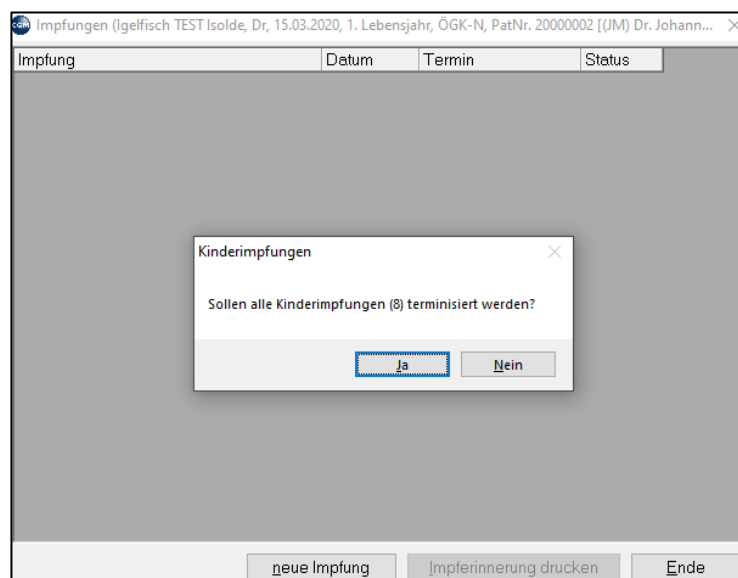 CGM Impfungen (Igelfisch TEST Isolde, Dr, 15.03.2020, 1. Lebensjahr, ÖGK-N, PatNr. 20000002 [(JM) Dr. Johann...
Impfung Datum Termin Status
Kinderimpfungen
Sollen alle Kinderimpfungen (8) terminisiert werden?
Ja Nein
neue Impfung Impferinnerung drucken Ende